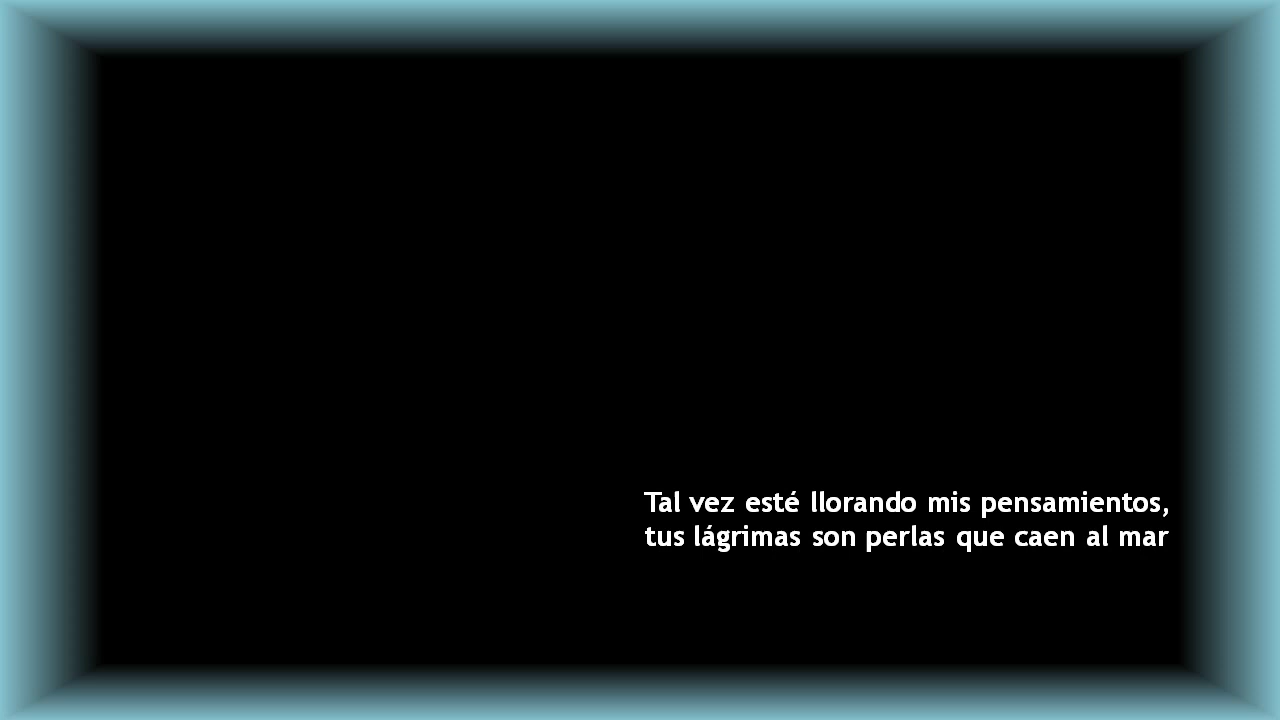 Tal vez esté llorando mis pensamientos,
tus lágrimas son perlas que caen al mar